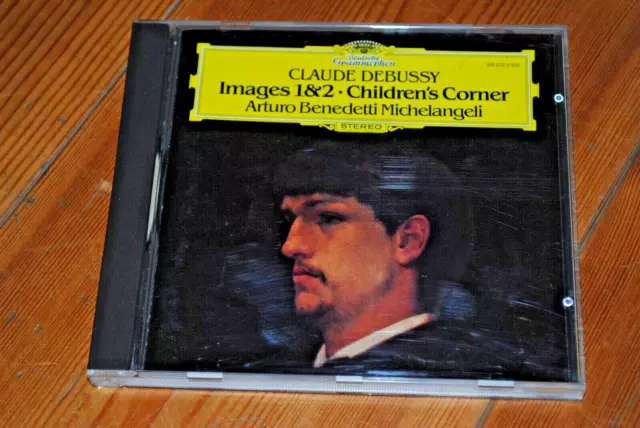 Deutsche
Grammophon
CLAUDE DEBUSSY
Images 1&2 · Children's Corner
Arturo Benedetti Michelangeli
STEREO